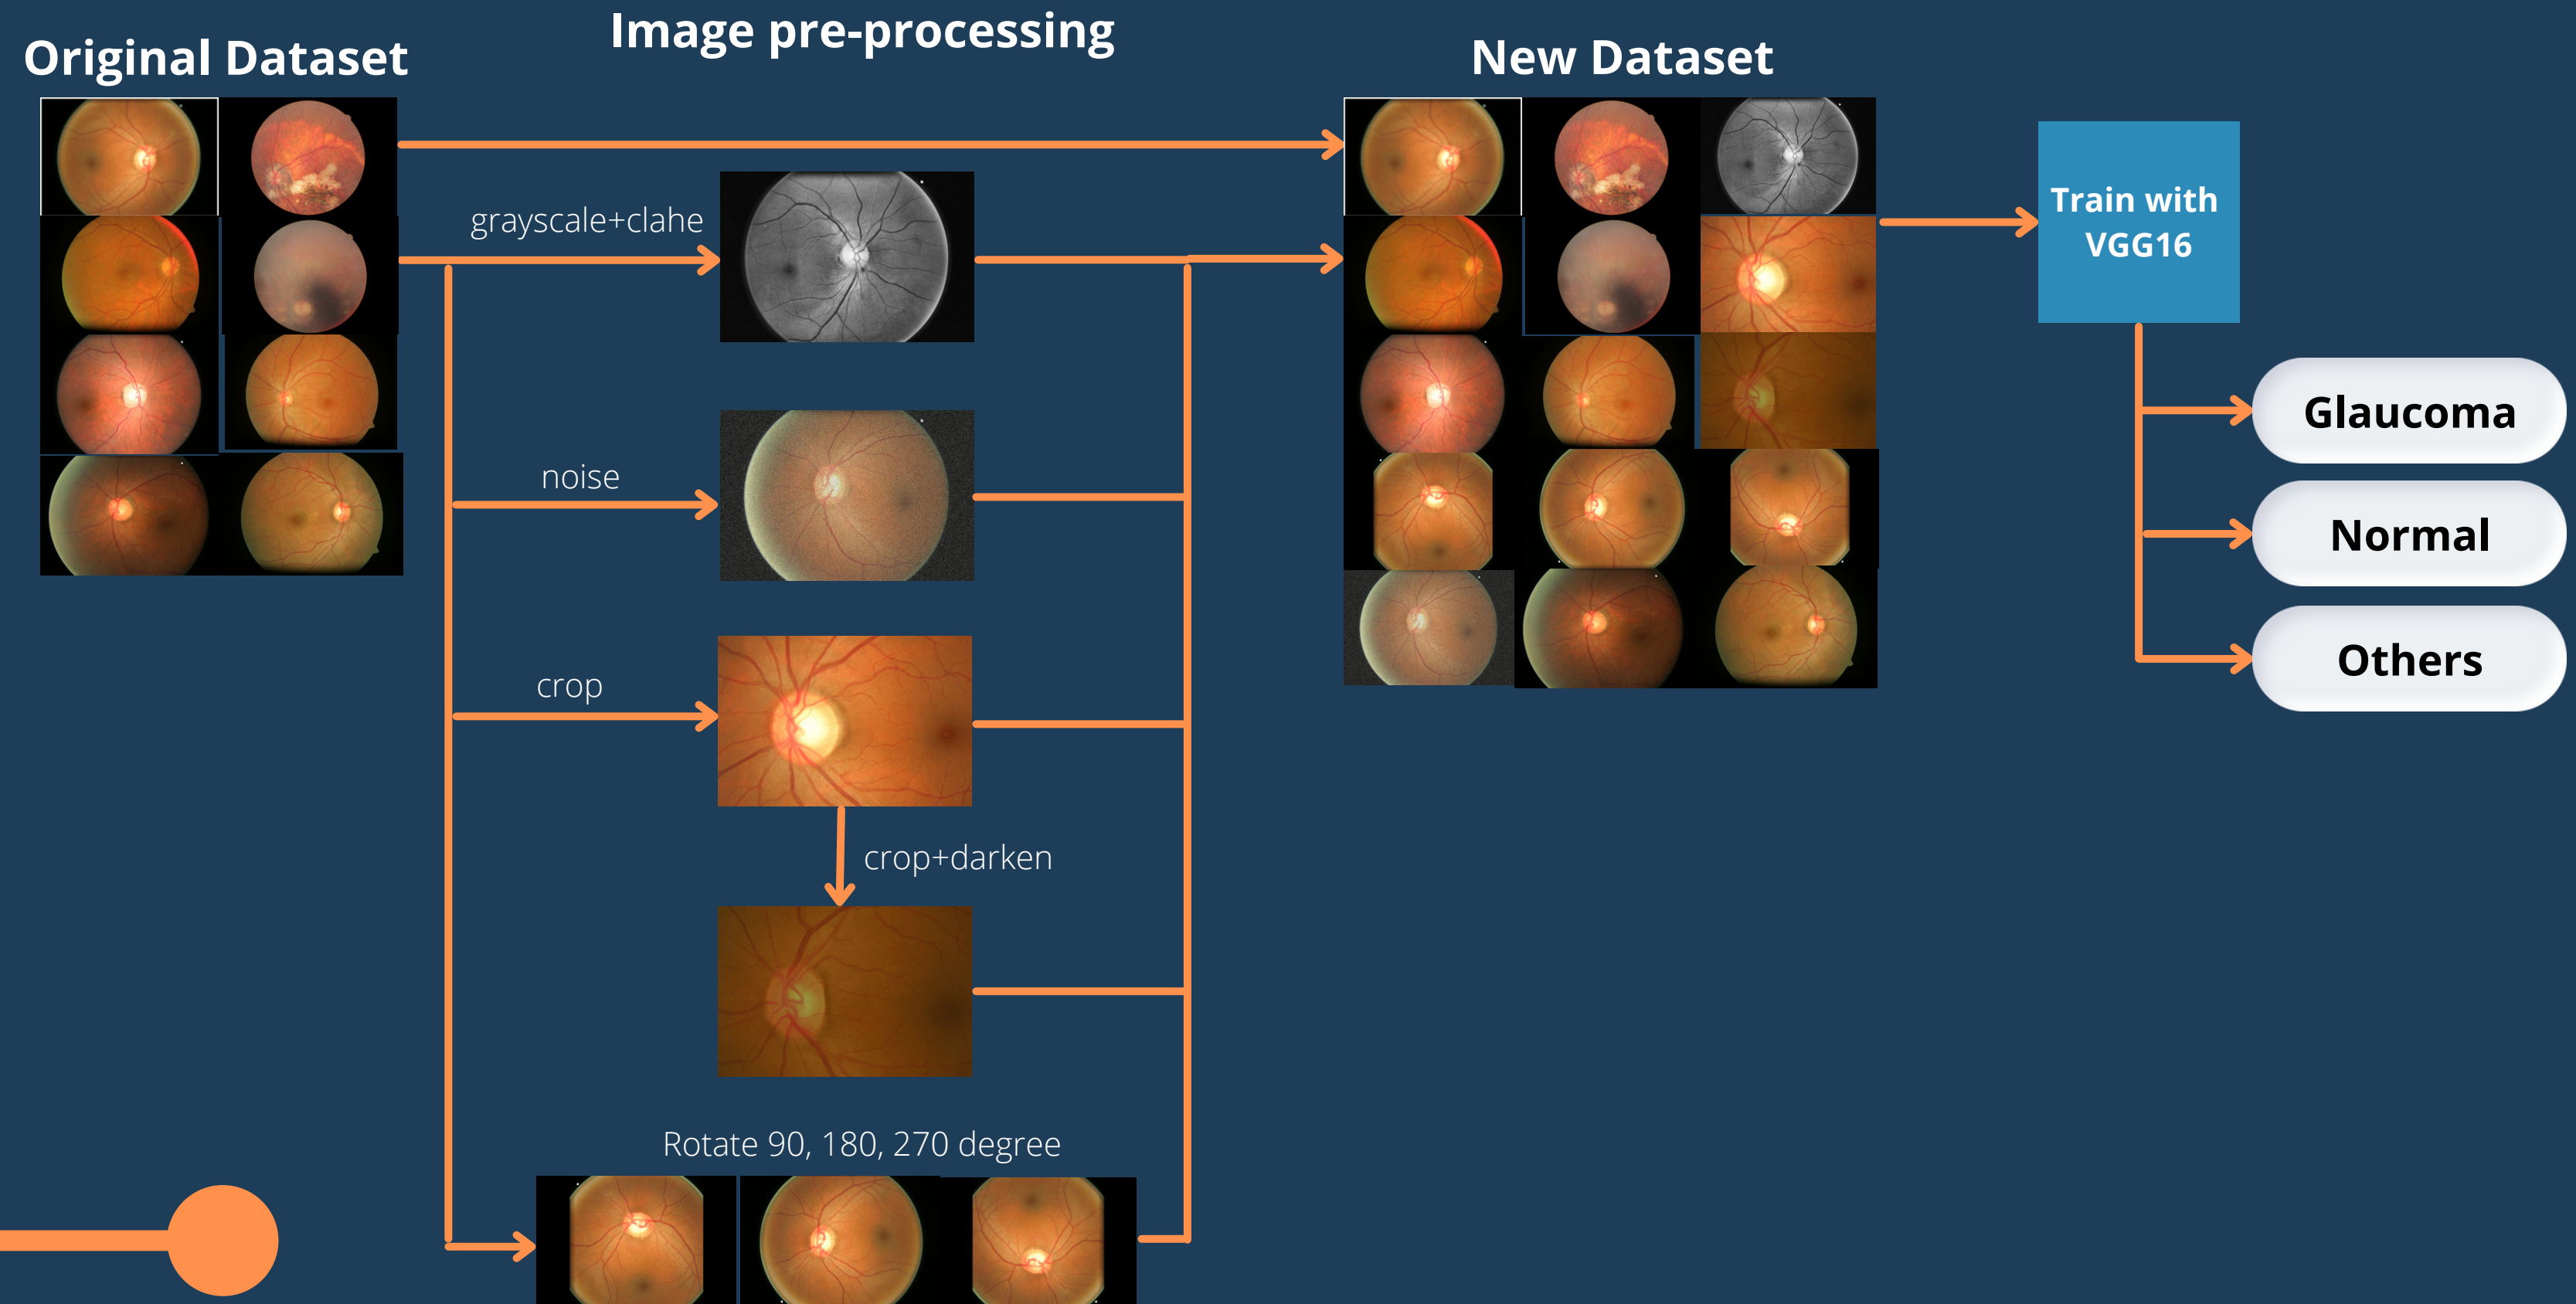 Original Dataset
Image pre-processing
New Dataset
grayscale+clahe
noise
crop
crop+darken
Rotate 90, 180, 270 degree
Train with
VGG16
Glaucoma
Normal
Others